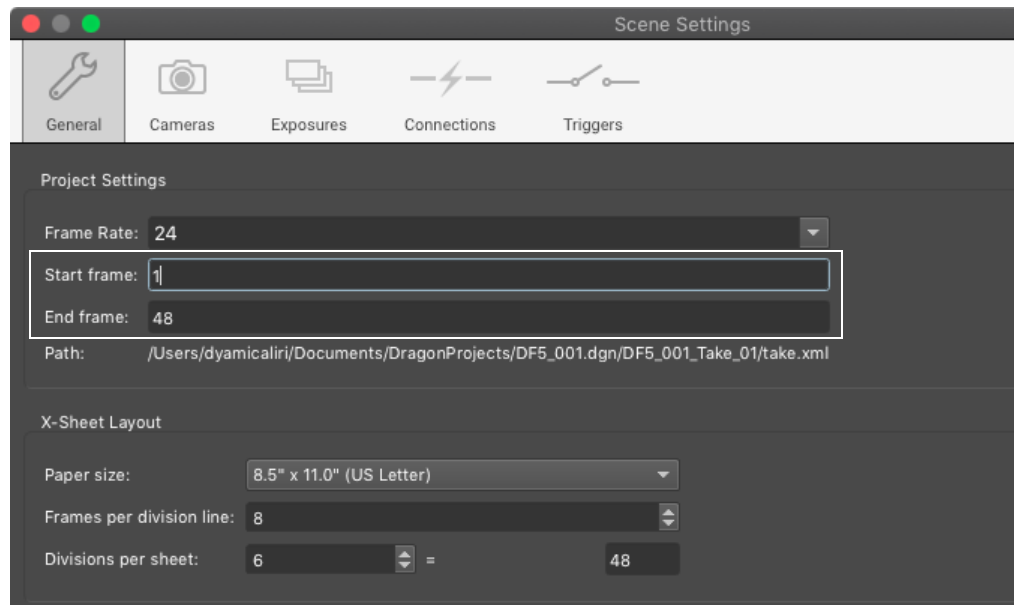 Scene Settings
General Cameras Exposures Connections Triggers
Project Settings
Frame Rate: 24
Start frame: 1
End frame: 48
Path: /Users/dyamicaliri/Documents/DragonProjects/DF5_001.dgn/DF5_001_Take_01/take.xml
X-Sheet Layout
Paper size: 8.5" x 11.0" (US Letter)
Frames per division line: 8
Divisions per sheet: 6 = 48